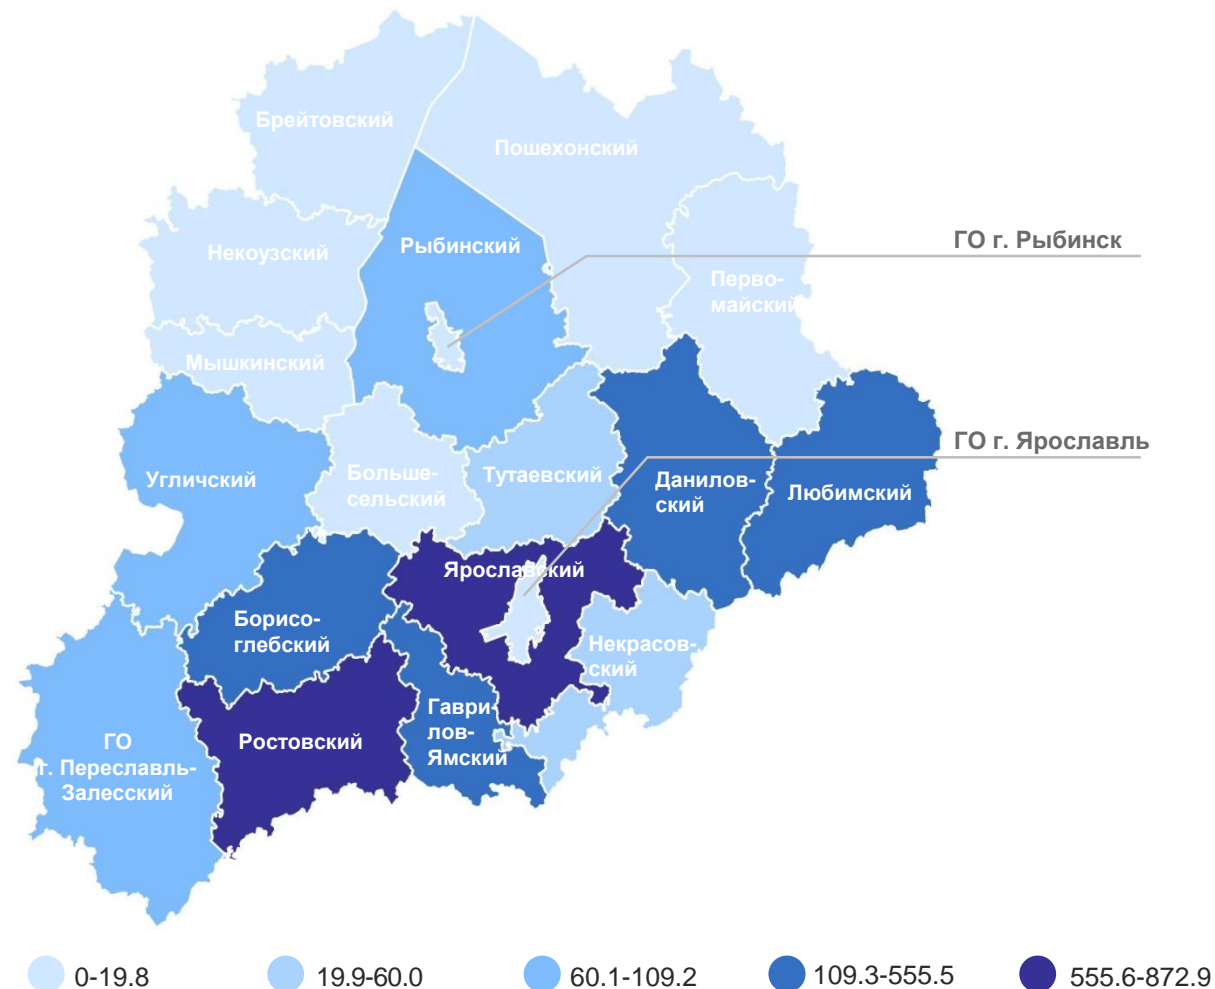 Брейтовский
Пошехонский
ГО г. Рыбинск
Некоузский
Рыбинский
Перво-
майский
Мышкинский
ГО г. Ярославль
Угличский
Больше-
сельский
Тутаевский
Данилов-
ский
Любимский
Ярославский
Борисо-
глебский
Некрасов-
ский
Гаври-
лов-
Ямский
ГО
г. Переславль-
Залесский
Ростовский
0-19.8
19.9-60.0
60.1-109.2
109.3-555.5
555.6-872.9